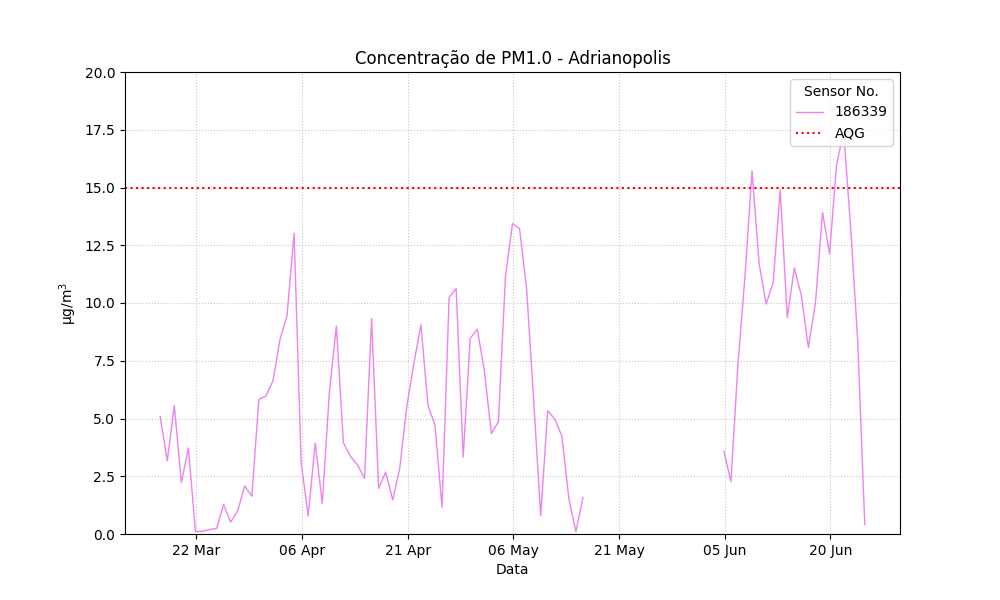 Concentração de PM1.0 - Adrianopolis
Sensor No.
186339
AQG
20.0
17.5
15.0
12.5
10.0
7.5
5.0
2.5
0.0
µg/m³
22 Mar
06 Apr
21 Apr
06 May
21 May
05 Jun
20 Jun
Data